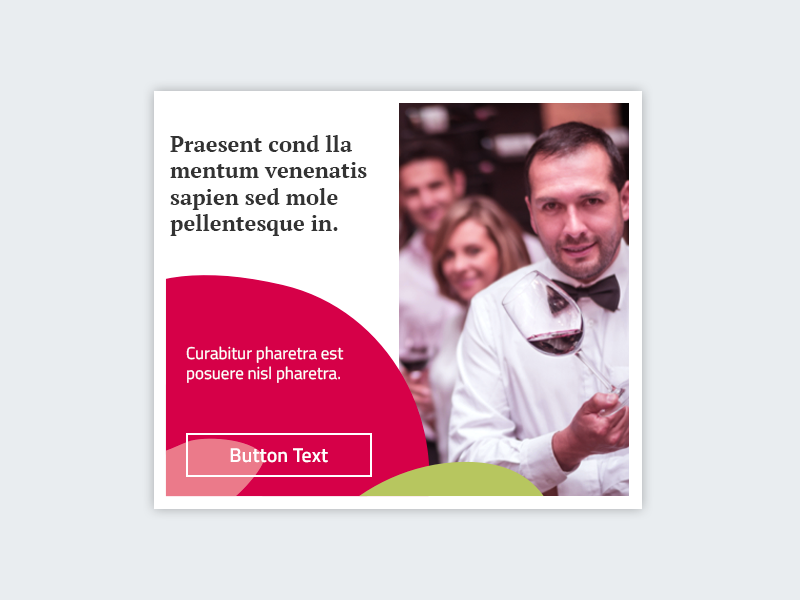 Praesent cond lla
mentum venenatis
sapien sed mole
pellentesque in.
Curabitur pharetra est
posuere nisl pharetra.
Button Text